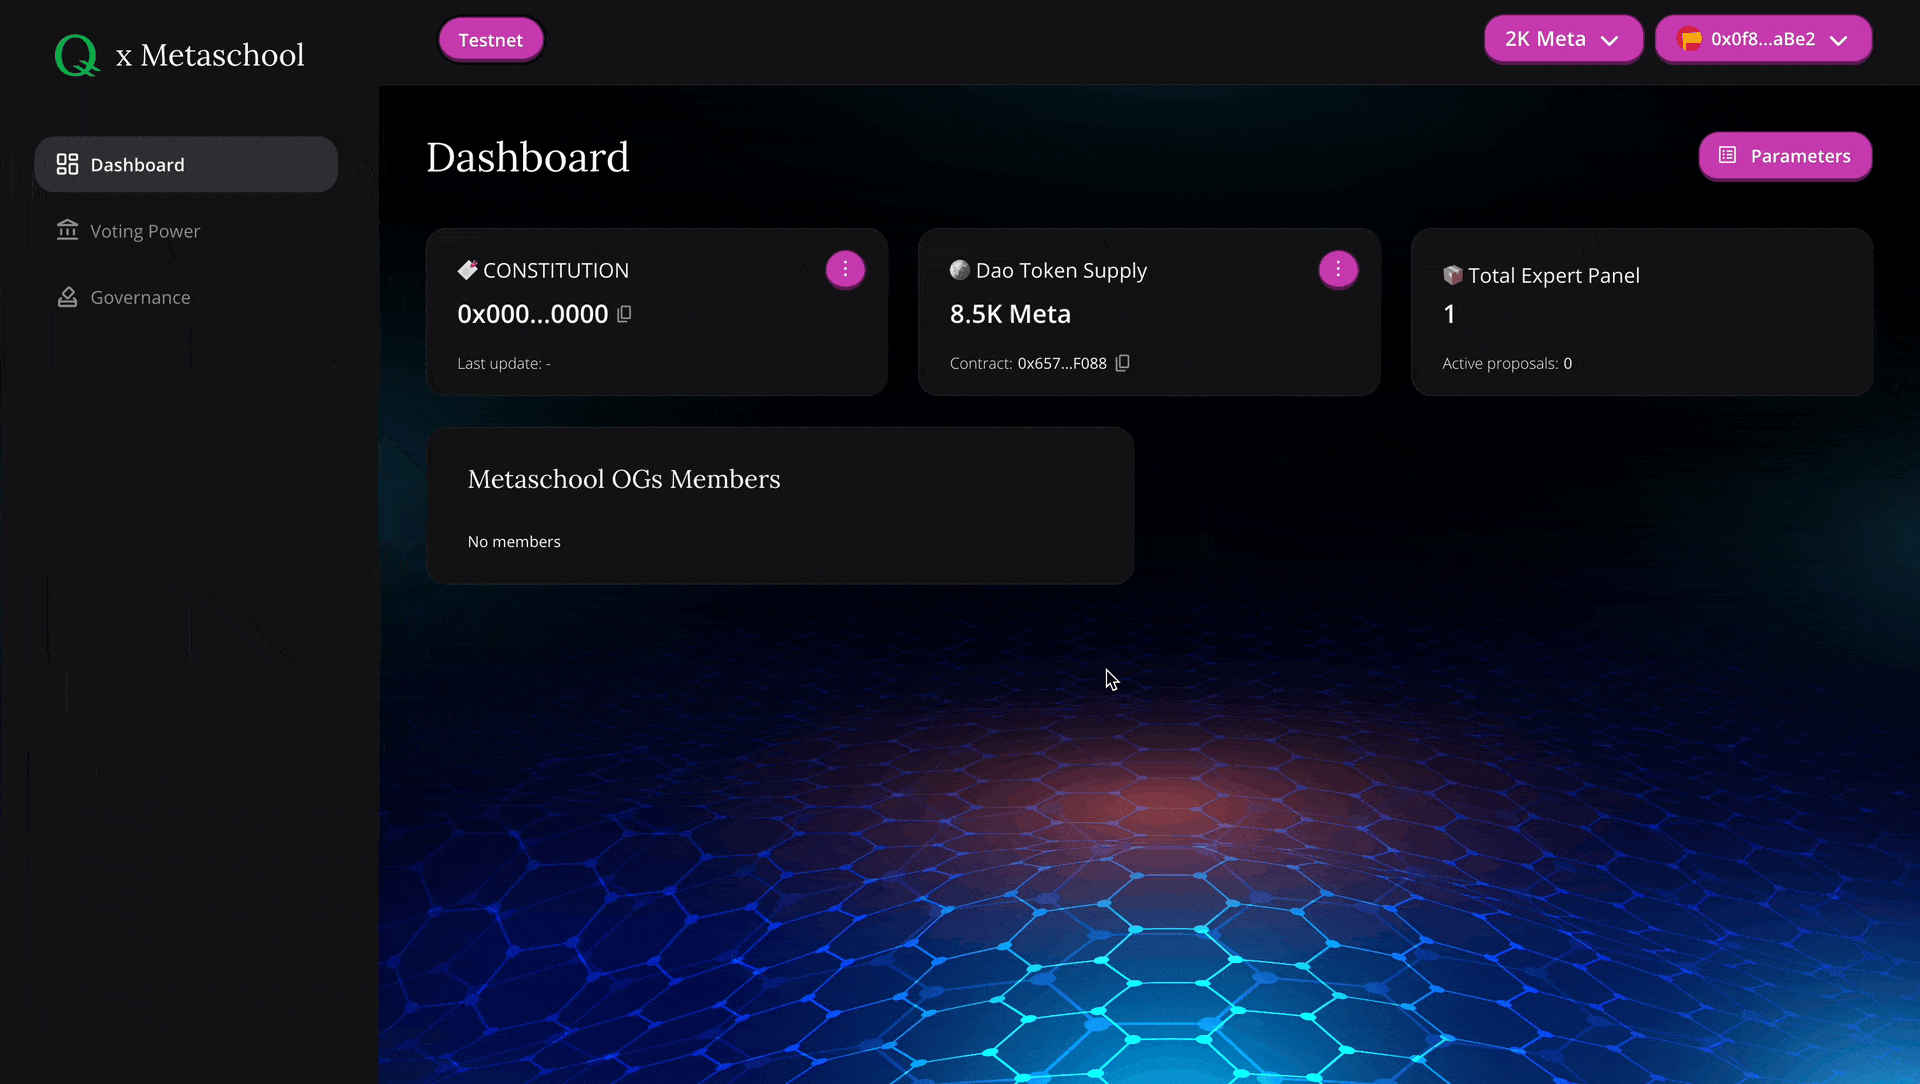 Q x Metaschool
Testnet
2K Meta
0x0f8...aBe2
Dashboard
Voting Power
Governance
Dashboard
Parameters
CONSTITUTION
0x000...0000
Last update: -
Dao Token Supply
8.5K Meta
Contract: 0x657...F088
Total Expert Panel
1
Active proposals: 0
Metaschool OGs Members
No members